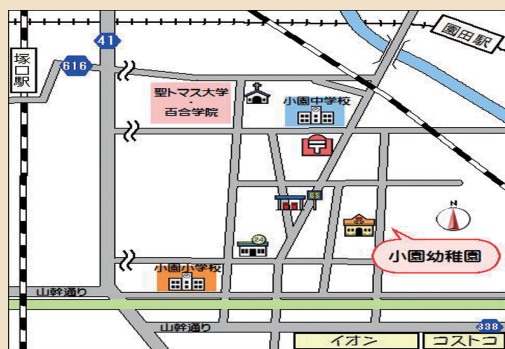 園田駅
塚口駅
41
616
聖トマス大学
・
百合学院
小園中学校
〒
24
N
小園幼稚園
小園小学校
山幹通り
山幹通り
338
イオン
コストコ